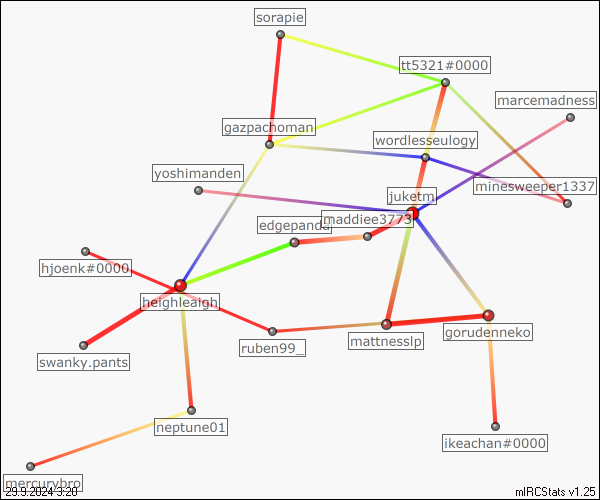 sorapie
tt5321#0000
marcemadness
gazpachoman
wordlesseulogy
yoshimanden
minesweeper1337
juketm
maddiee3773
edgepanda
hjoenk#0000
heighleaigh
gorudenneko
mattnesslp
ruben99_
swanky.pants
neptune01
ikeachan#0000
mercurybro
29.9.2024 3:20
mIRCStats v1.25